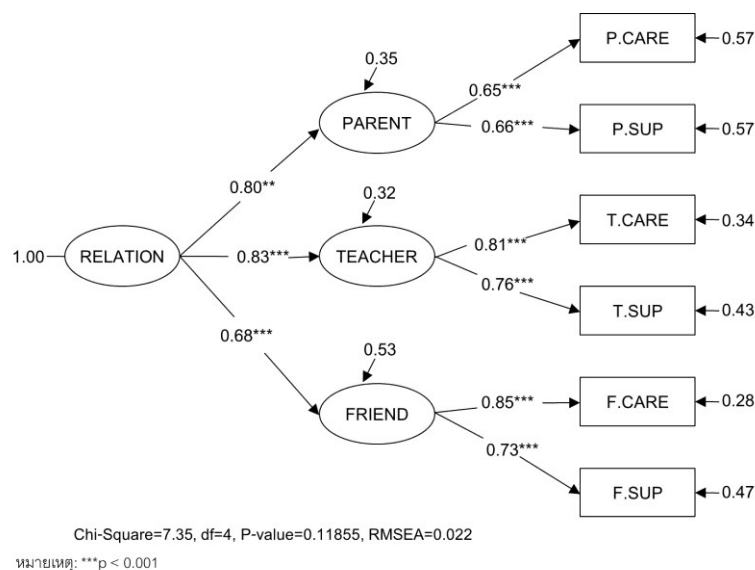 P.CARE
0.57
0.35
0.65***
PARENT
0.66***
P.SUP
0.57
0.80**
0.32
T.CARE
0.34
0.81***
1.00
RELATION
0.83***
TEACHER
0.76***
T.SUP
0.43
0.68***
0.53
F.CARE
0.28
0.85***
FRIEND
0.73***
F.SUP
0.47
Chi-Square=7.35, df=4, P-value=0.11855, RMSEA=0.022
หมายเหตุ: ***p < 0.001